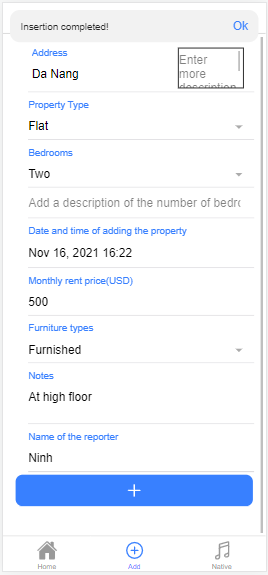 Insertion completed!
Ok
Address
Da Nang
Enter
more
description
Property Type
Flat
Bedrooms
Two
Add a description of the number of bedro
Date and time of adding the property
Nov 16, 2021 16:22
Monthly rent price(USD)
500
Furniture types
Furnished
Notes
At high floor
Name of the reporter
Ninh
Home
Add
Native